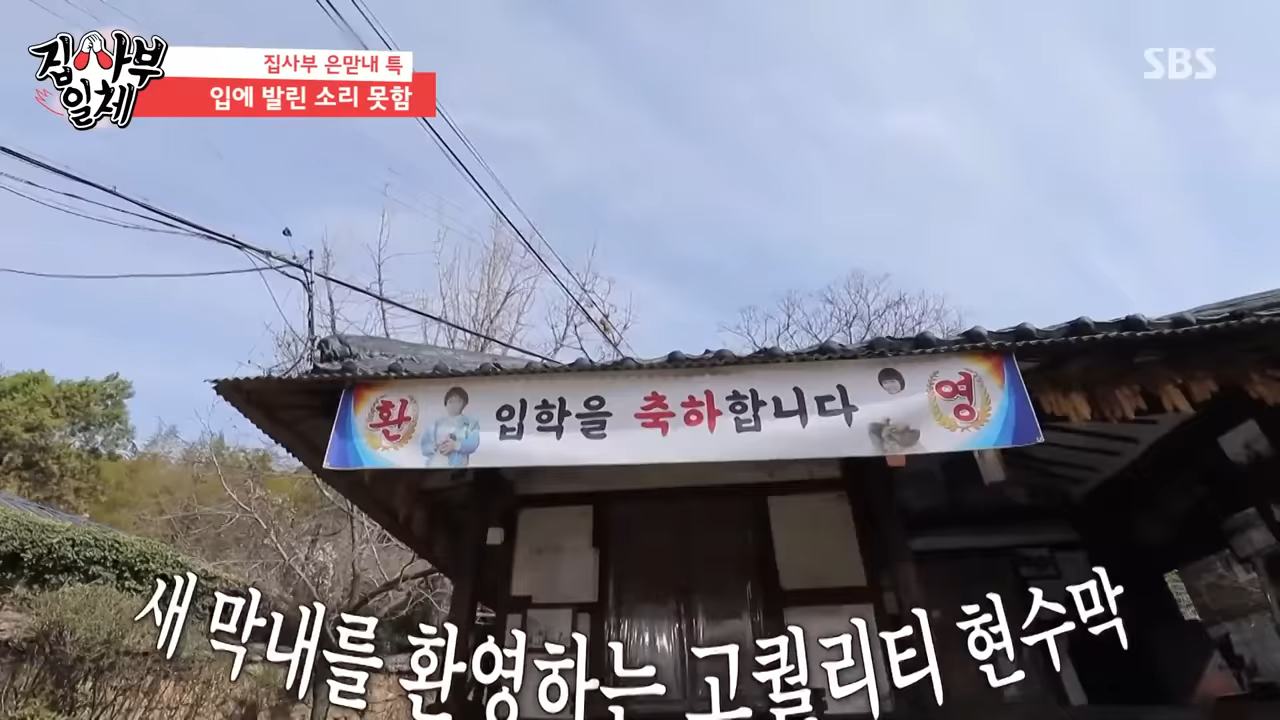 집사부일체
집사부 은맏내 특
입에 발린 소리 못함
SBS
환 입학을 축하합니다 영
새 막내를 환영하는 고퀄리티 현수막